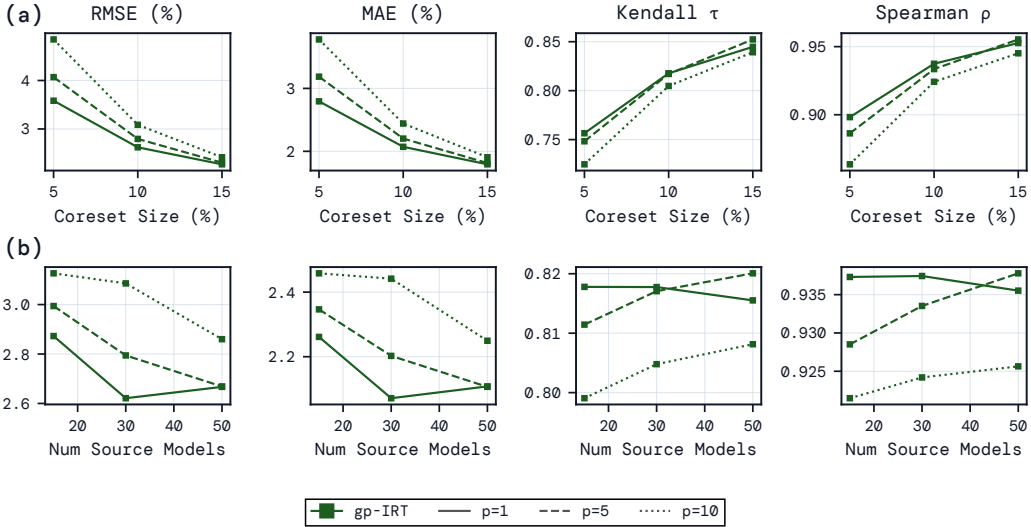 (a) RMSE (%) MAE (%) Kendall τ Spearman ρ
4
3
5 10 15
Coreset Size (%)
3
2
5 10 15
Coreset Size (%)
0.85
0.80
0.75
5 10 15
Coreset Size (%)
0.95
0.90
5 10 15
Coreset Size (%)
(b)
3.0
2.8
2.6
20 30 40 50
Num Source Models
2.4
2.2
20 30 40 50
Num Source Models
0.82
0.81
0.80
20 30 40 50
Num Source Models
0.935
0.930
0.925
20 30 40 50
Num Source Models
gp-IRT p=1 p=5 p=10